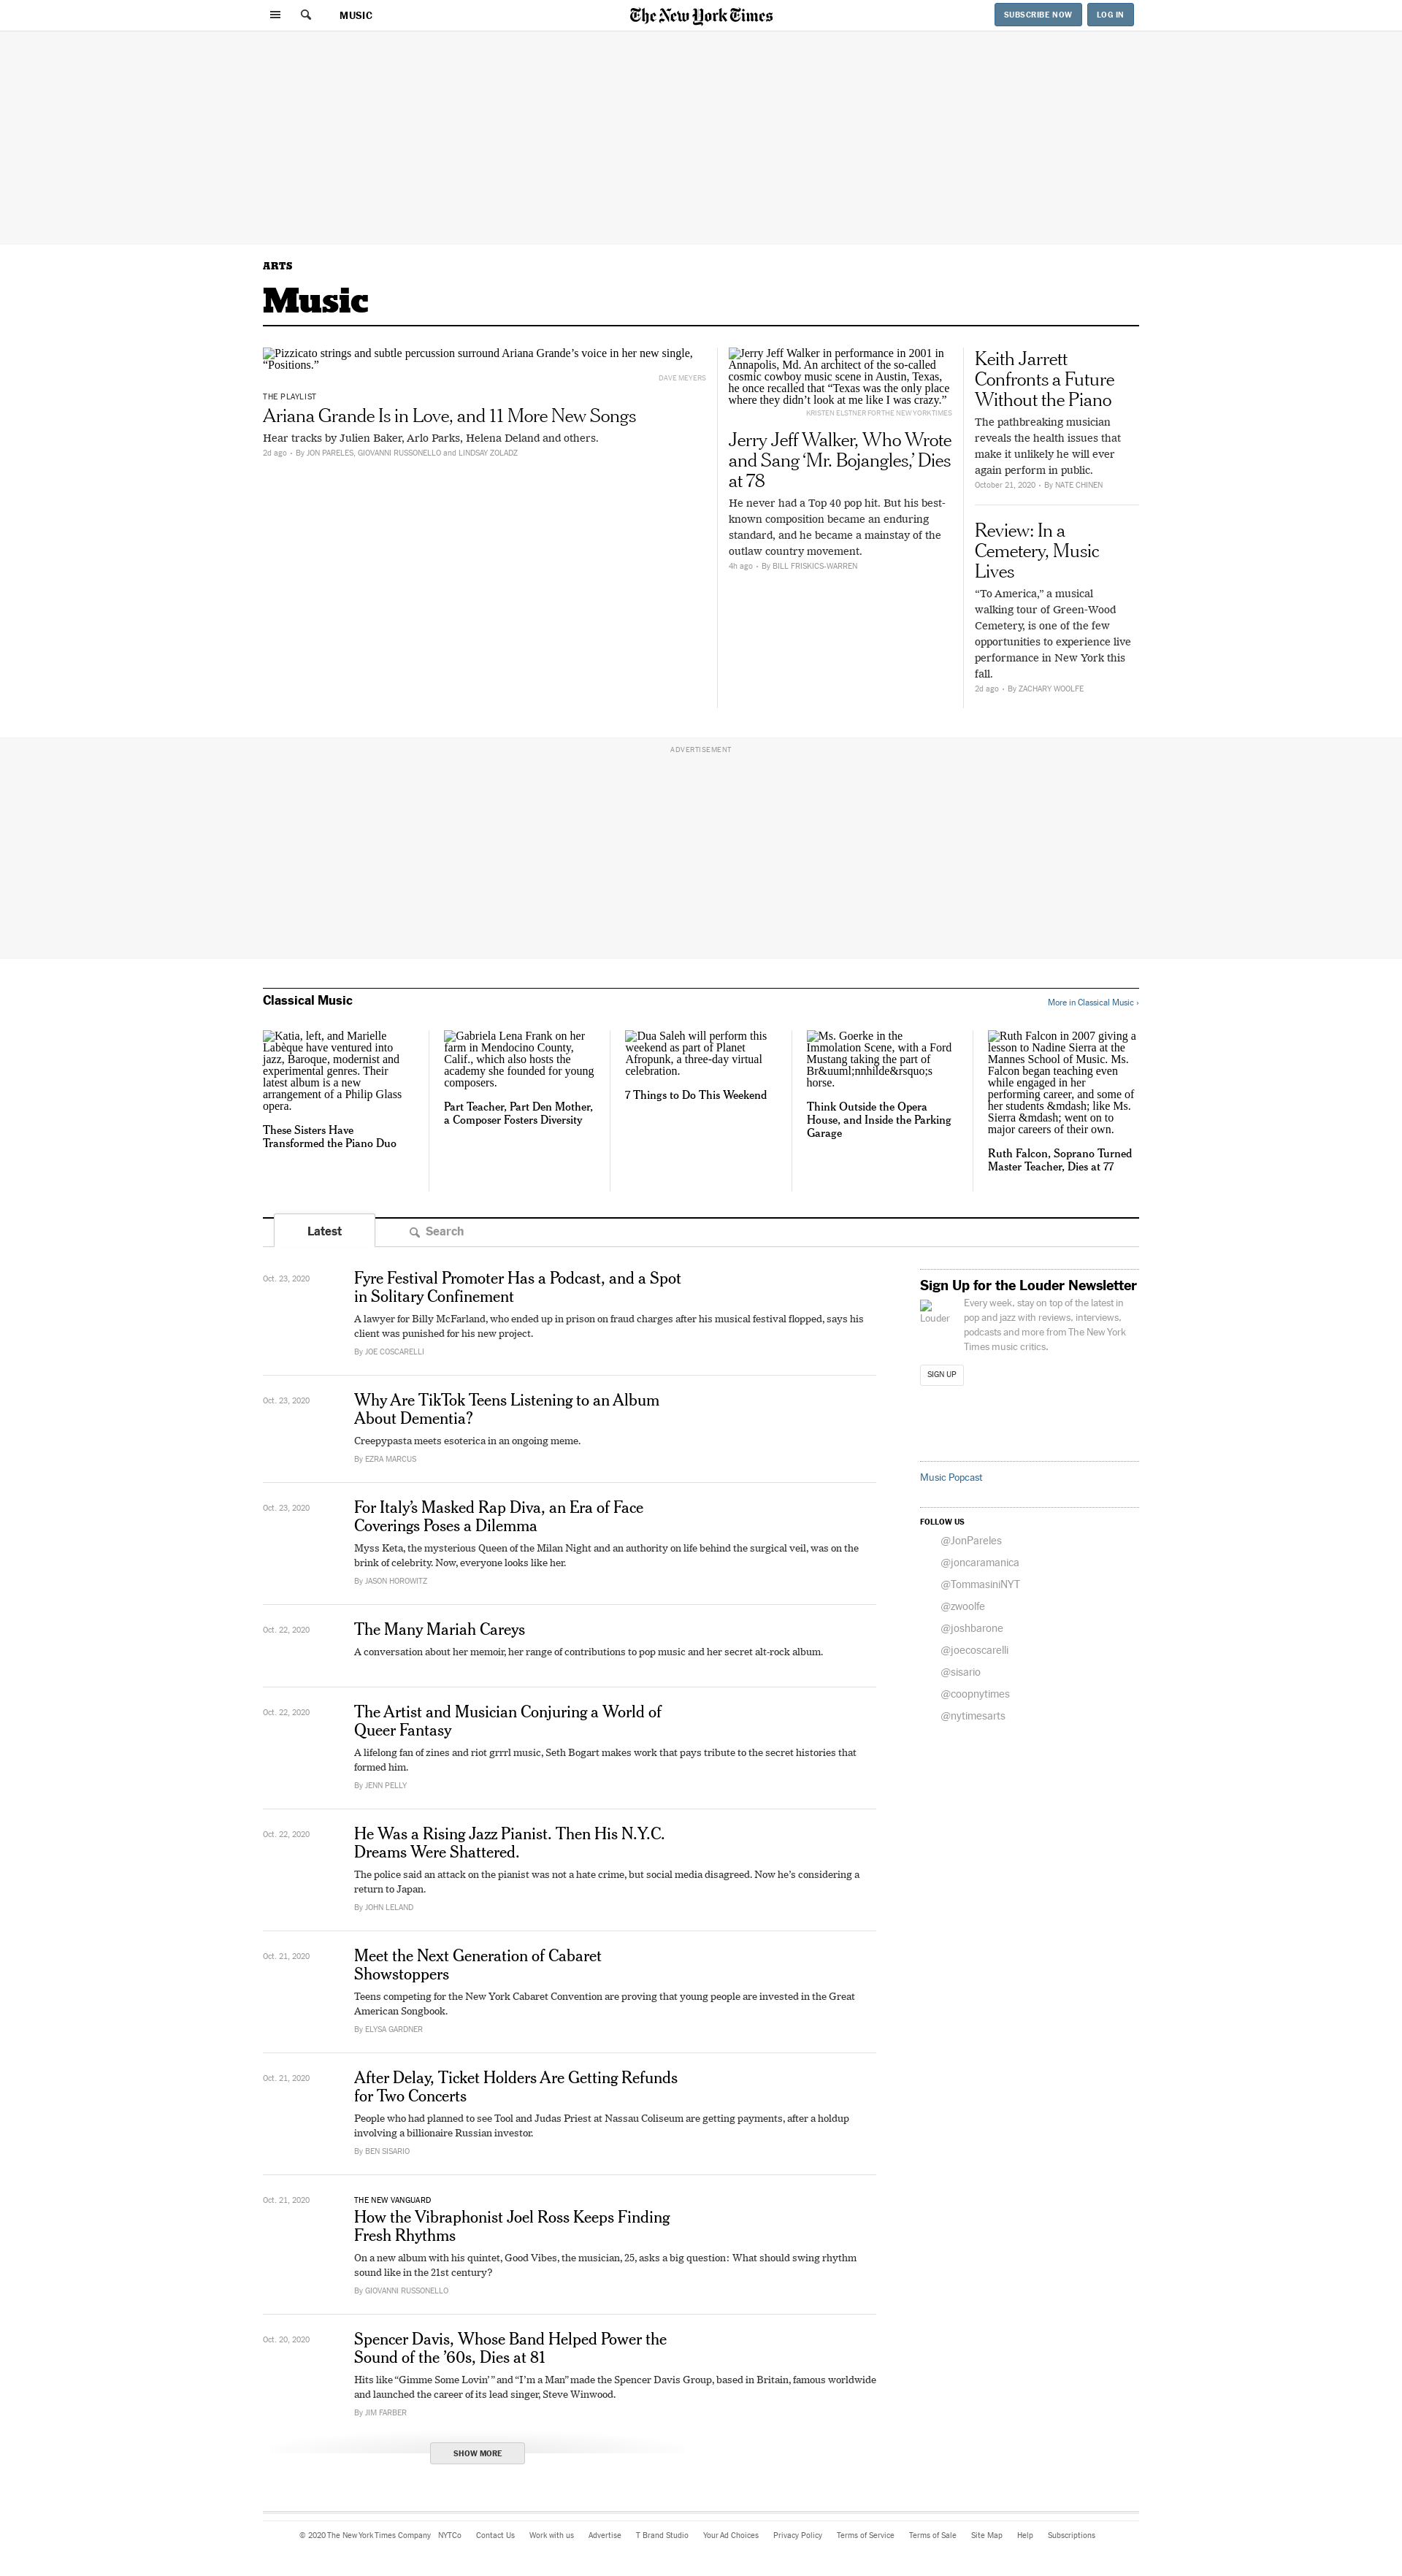 MUSIC
The New York Times
SUBSCRIBE NOW
LOG IN
ARTS
Music
Pizzicato strings and subtle percussion surround Ariana Grande’s voice in her new single,
“Positions.”
DAVE MEYERS
THE PLAYLIST
Ariana Grande Is in Love, and 11 More New Songs
Hear tracks by Julien Baker, Arlo Parks, Helena Deland and others.
2d ago • By JON PARELES, GIOVANNI RUSSONELLO and LINDSAY ZOLADZ
Jerry Jeff Walker in performance in 2001 in
Annapolis, Md. An architect of the so-called
cosmic cowboy music scene in Austin, Texas,
he once recalled that “Texas was the only place
where they didn’t look at me like I was crazy.”
KRISTEN ELSTNER FOR THE NEW YORK TIMES
Jerry Jeff Walker, Who Wrote
and Sang ‘Mr. Bojangles,’ Dies
at 78
He never had a Top 40 pop hit. But his best-
known composition became an enduring
standard, and he became a mainstay of the
outlaw country movement.
4h ago • By BILL FRISKICS-WARREN
Keith Jarrett
Confronts a Future
Without the Piano
The pathbreaking musician
reveals the health issues that
make it unlikely he will ever
again perform in public.
October 21, 2020 • By NATE CHINEN
Review: In a
Cemetery, Music
Lives
“To America,” a musical
walking tour of Green-Wood
Cemetery, is one of the few
opportunities to experience live
performance in New York this
fall.
2d ago • By ZACHARY WOOLFE
ADVERTISEMENT
Classical Music
More in Classical Music ›
Katia, left, and Marielle
Labèque have ventured into
jazz, Baroque, modernist and
experimental genres. Their
latest album is a new
arrangement of a Philip Glass
opera.
These Sisters Have
Transformed the Piano Duo
Gabriela Lena Frank on her
farm in Mendocino County,
Calif., which also hosts the
academy she founded for young
composers.
Part Teacher, Part Den Mother,
a Composer Fosters Diversity
Dua Saleh will perform this
weekend as part of Planet
Afropunk, a three-day virtual
celebration.
7 Things to Do This Weekend
Ms. Goerke in the
Immolation Scene, with a Ford
Mustang taking the part of
Br&uuml;nnhilde&rsquo;s
horse.
Think Outside the Opera
House, and Inside the Parking
Garage
Ruth Falcon in 2007 giving a
lesson to Nadine Sierra at the
Mannes School of Music. Ms.
Falcon began teaching even
while engaged in her
performing career, and some of
her students &mdash; like Ms.
Sierra &mdash; went on to
major careers of their own.
Ruth Falcon, Soprano Turned
Master Teacher, Dies at 77
Latest
Search
Oct. 23, 2020
Fyre Festival Promoter Has a Podcast, and a Spot
in Solitary Confinement
A lawyer for Billy McFarland, who ended up in prison on fraud charges after his musical festival flopped, says his
client was punished for his new project.
By JOE COSCARELLI
Oct. 23, 2020
Why Are TikTok Teens Listening to an Album
About Dementia?
Creepypasta meets esoterica in an ongoing meme.
By EZRA MARCUS
Oct. 23, 2020
For Italy’s Masked Rap Diva, an Era of Face
Coverings Poses a Dilemma
Myss Keta, the mysterious Queen of the Milan Night and an authority on life behind the surgical veil, was on the
brink of celebrity. Now, everyone looks like her.
By JASON HOROWITZ
Oct. 22, 2020
The Many Mariah Careys
A conversation about her memoir, her range of contributions to pop music and her secret alt-rock album.
Oct. 22, 2020
The Artist and Musician Conjuring a World of
Queer Fantasy
A lifelong fan of zines and riot grrrl music, Seth Bogart makes work that pays tribute to the secret histories that
formed him.
By JENN PELLY
Oct. 22, 2020
He Was a Rising Jazz Pianist. Then His N.Y.C.
Dreams Were Shattered.
The police said an attack on the pianist was not a hate crime, but social media disagreed. Now he’s considering a
return to Japan.
By JOHN LELAND
Oct. 21, 2020
Meet the Next Generation of Cabaret
Showstoppers
Teens competing for the New York Cabaret Convention are proving that young people are invested in the Great
American Songbook.
By ELYSA GARDNER
Oct. 21, 2020
After Delay, Ticket Holders Are Getting Refunds
for Two Concerts
People who had planned to see Tool and Judas Priest at Nassau Coliseum are getting payments, after a holdup
involving a billionaire Russian investor.
By BEN SISARIO
Oct. 21, 2020
THE NEW VANGUARD
How the Vibraphonist Joel Ross Keeps Finding
Fresh Rhythms
On a new album with his quintet, Good Vibes, the musician, 25, asks a big question: What should swing rhythm
sound like in the 21st century?
By GIOVANNI RUSSONELLO
Oct. 20, 2020
Spencer Davis, Whose Band Helped Power the
Sound of the ’60s, Dies at 81
Hits like “Gimme Some Lovin’ ” and “I’m a Man” made the Spencer Davis Group, based in Britain, famous worldwide
and launched the career of its lead singer, Steve Winwood.
By JIM FARBER
SHOW MORE
Sign Up for the Louder Newsletter
Louder
Every week, stay on top of the latest in
pop and jazz with reviews, interviews,
podcasts and more from The New York
Times music critics.
SIGN UP
Music Popcast
FOLLOW US
@JonPareles
@joncaramanica
@TommasiniNYT
@zwoolfe
@joshbarone
@joecoscarelli
@sisario
@coopnytimes
@nytimesarts
© 2020 The New York Times Company NYTCo Contact Us Work with us Advertise T Brand Studio Your Ad Choices Privacy Policy Terms of Service Terms of Sale Site Map Help Subscriptions